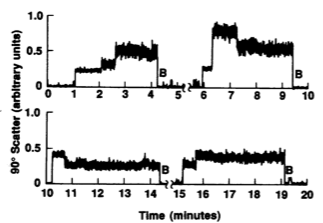 90° Scatter (arbitrary units)
1.0
0.5
0
B
B
0 1 2 3 4 5 6 7 8 9 10
1.0
0.5
0
B
B
10 11 12 13 14 15 16 17 18 19 20
Time (minutes)